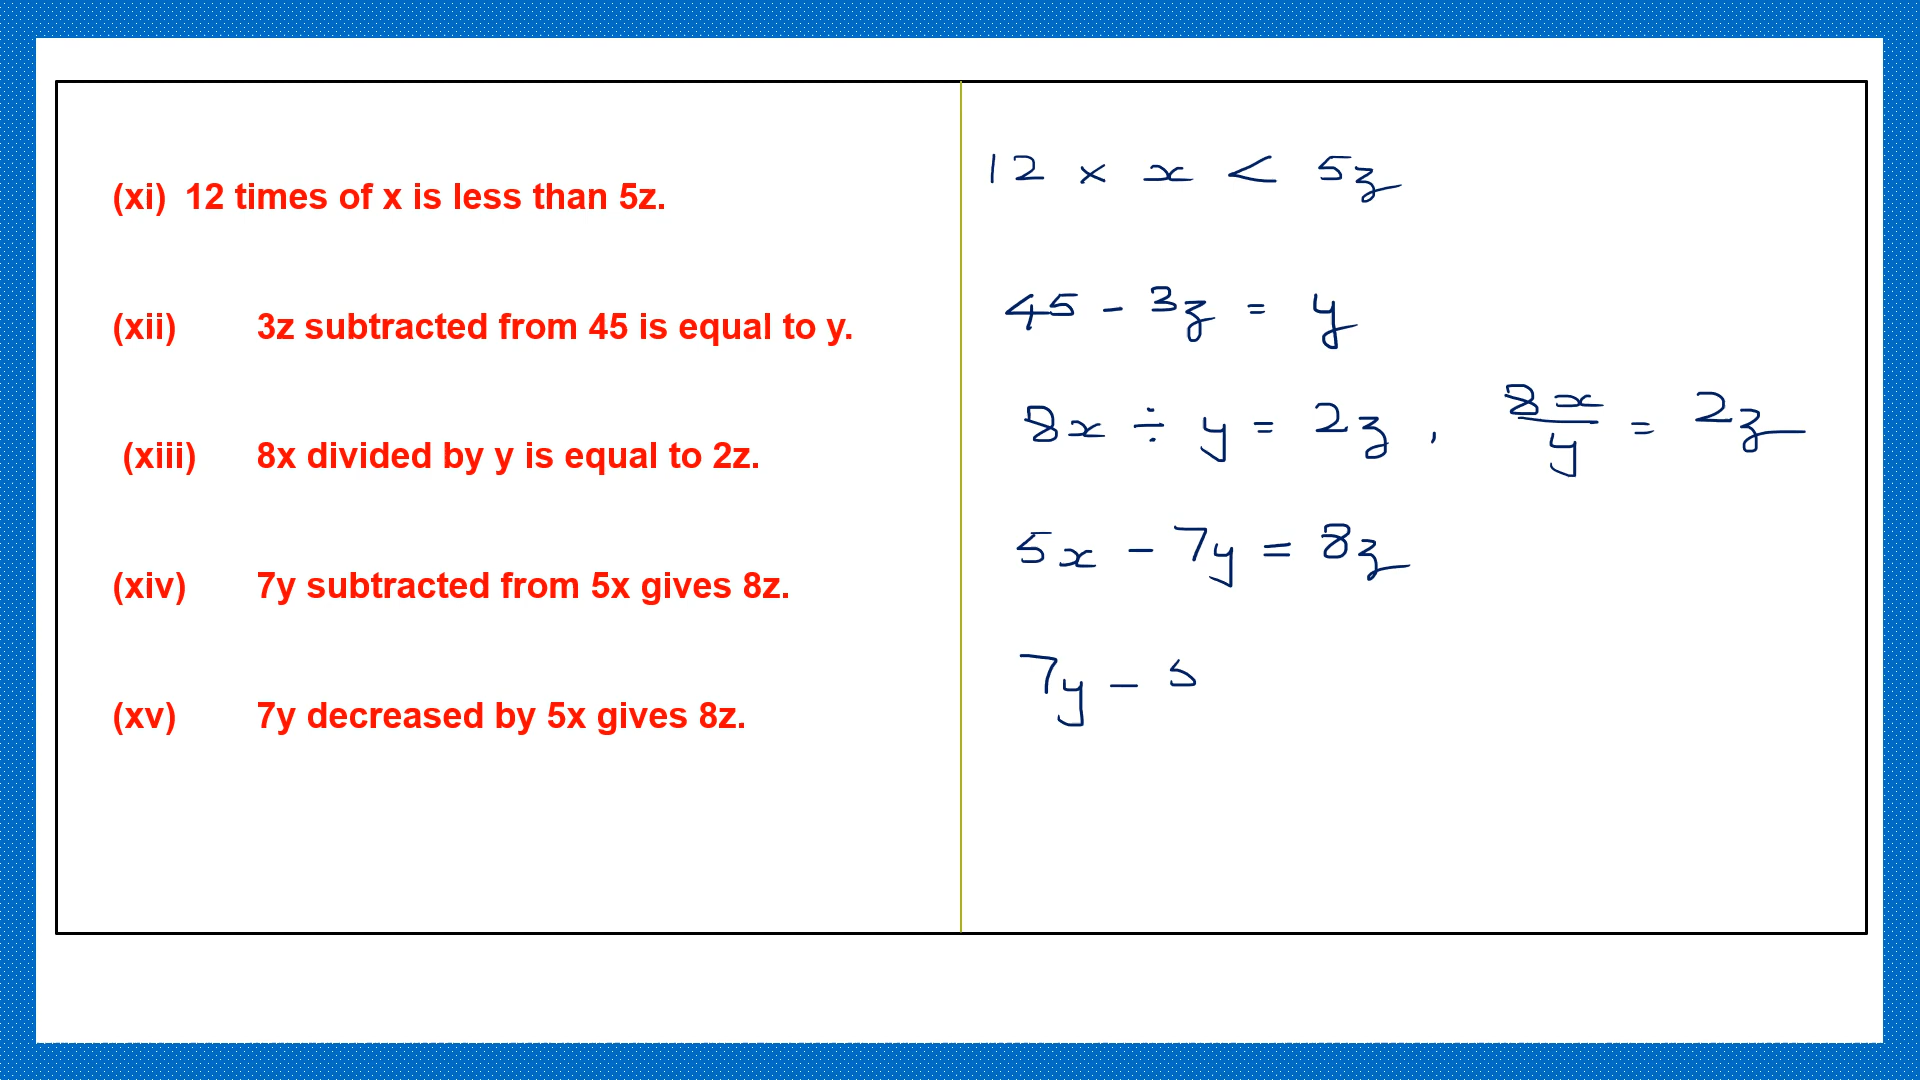 (xi) 12 times of x is less than 5z.
12 × x < 5z
(xii) 3z subtracted from 45 is equal to y.
45 - 3z = y
(xiii) 8x divided by y is equal to 2z.
8x ÷ y = 2z , 8x/y = 2z
(xiv) 7y subtracted from 5x gives 8z.
5x - 7y = 8z
(xv) 7y decreased by 5x gives 8z.
7y - 5